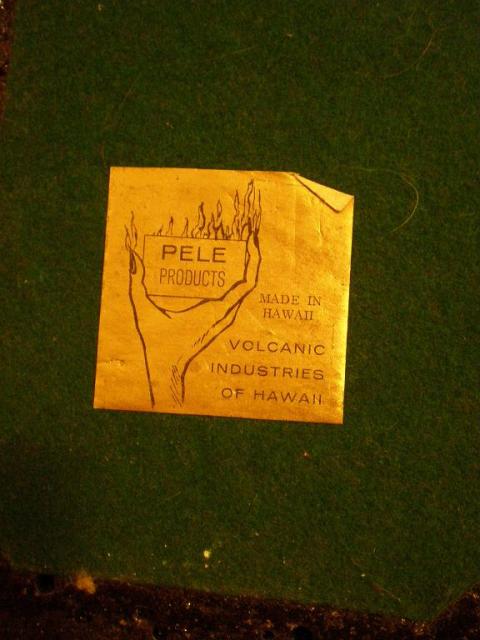 PELE
PRODUCTS
MADE IN
HAWAII
VOLCANIC
INDUSTRIES
OF HAWAII